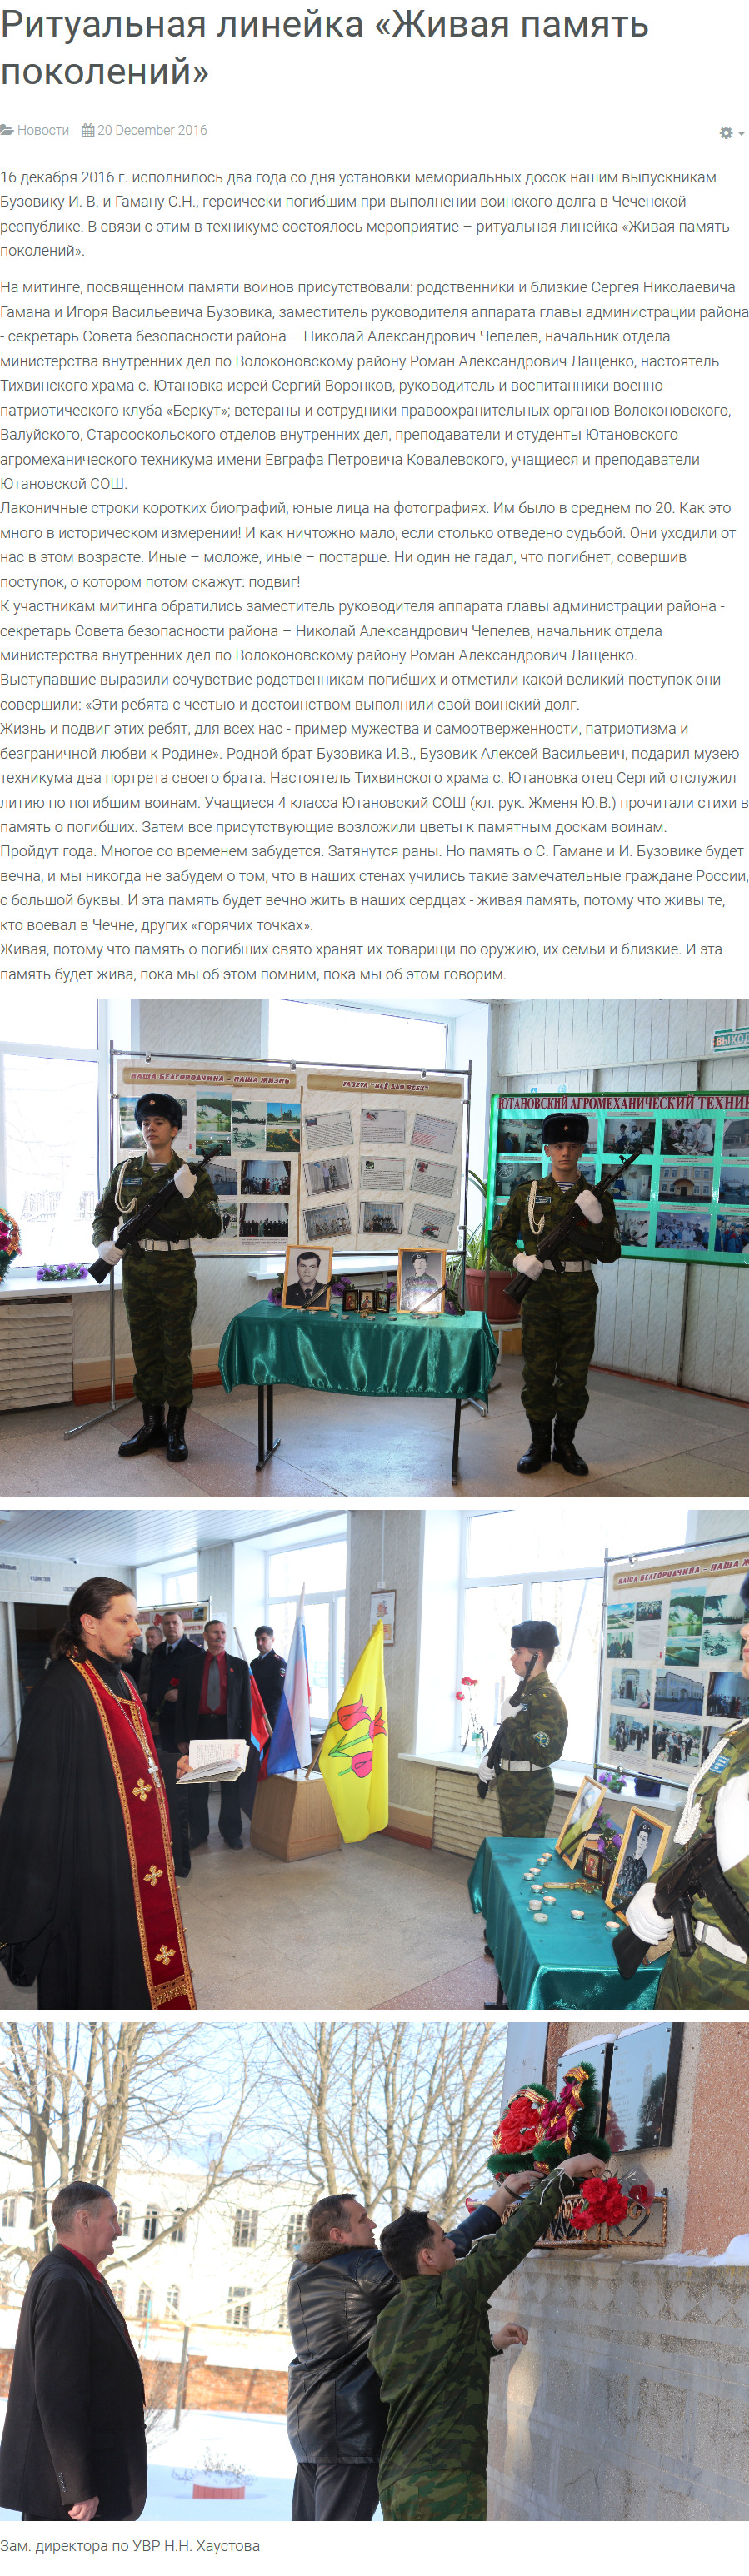 Ритуальная линейка «Живая память
поколений»
Новости 20 December 2016
16 декабря 2016 г. исполнилось два года со дня установки мемориальных досок нашим выпускникам
Бузовику И. В. и Гаману С.Н., героически погибшим при выполнении воинского долга в Чеченской
республике. В связи с этим в техникуме состоялось мероприятие – ритуальная линейка «Живая память
поколений».
На митинге, посвященном памяти воинов присутствовали: родственники и близкие Сергея Николаевича
Гамана и Игоря Васильевича Бузовика, заместитель руководителя аппарата главы администрации района
- секретарь Совета безопасности района – Николай Александрович Чепелев, начальник отдела
министерства внутренних дел по Волоконовскому району Роман Александрович Лащенко, настоятель
Тихвинского храма с. Ютановка иерей Сергий Воронков, руководитель и воспитанники военно-
патриотического клуба «Беркут»; ветераны и сотрудники правоохранительных органов Волоконовского,
Валуйского, Старооскольского отделов внутренних дел, преподаватели и студенты Ютановского
агромеханического техникума имени Евграфа Петровича Ковалевского, учащиеся и преподаватели
Ютановской СОШ.
Лаконичные строки коротких биографий, юные лица на фотографиях. Им было в среднем по 20. Как это
много в историческом измерении! И как ничтожно мало, если столько отведено судьбой. Они уходили от
нас в этом возрасте. Иные – моложе, иные – постарше. Ни один не гадал, что погибнет, совершив
поступок, о котором потом скажут: подвиг!
К участникам митинга обратились заместитель руководителя аппарата главы администрации района -
секретарь Совета безопасности района – Николай Александрович Чепелев, начальник отдела
министерства внутренних дел по Волоконовскому району Роман Александрович Лащенко.
Выступавшие выразили сочувствие родственникам погибших и отметили какой великий поступок они
совершили: «Эти ребята с честью и достоинством выполнили свой воинский долг.
Жизнь и подвиг этих ребят, для всех нас - пример мужества и самоотверженности, патриотизма и
безграничной любви к Родине». Родной брат Бузовика И.В., Бузовик Алексей Васильевич, подарил музею
техникума два портрета своего брата. Настоятель Тихвинского храма с. Ютановка отец Сергий отслужил
литию по погибшим воинам. Учащиеся 4 класса Ютановский СОШ (кл. рук. Жменя Ю.В.) прочитали стихи в
память о погибших. Затем все присутствующие возложили цветы к памятным доскам воинам.
Пройдут года. Многое со временем забудется. Затянутся раны. Но память о С. Гамане и И. Бузовике будет
вечна, и мы никогда не забудем о том, что в наших стенах учились такие замечательные граждане России,
с большой буквы. И эта память будет вечно жить в наших сердцах - живая память, потому что живы те,
кто воевал в Чечне, других «горячих точках».
Живая, потому что память о погибших свято хранят их товарищи по оружию, их семьи и близкие. И эта
память будет жива, пока мы об этом помним, пока мы об этом говорим.
ВЫХОД
НАША БЕЛГОРОДЧИНА - НАША ЖИЗНЬ
ГАЗЕТА "ВСЕ ДЛЯ ВСЕХ"
ЮТАНОВСКИЙ АГРОМЕХАНИЧЕСКИЙ ТЕХНИ
НАША БЕЛГОРОДЧИНА - НАША Ж
Зам. директора по УВР Н.Н. Хаустова